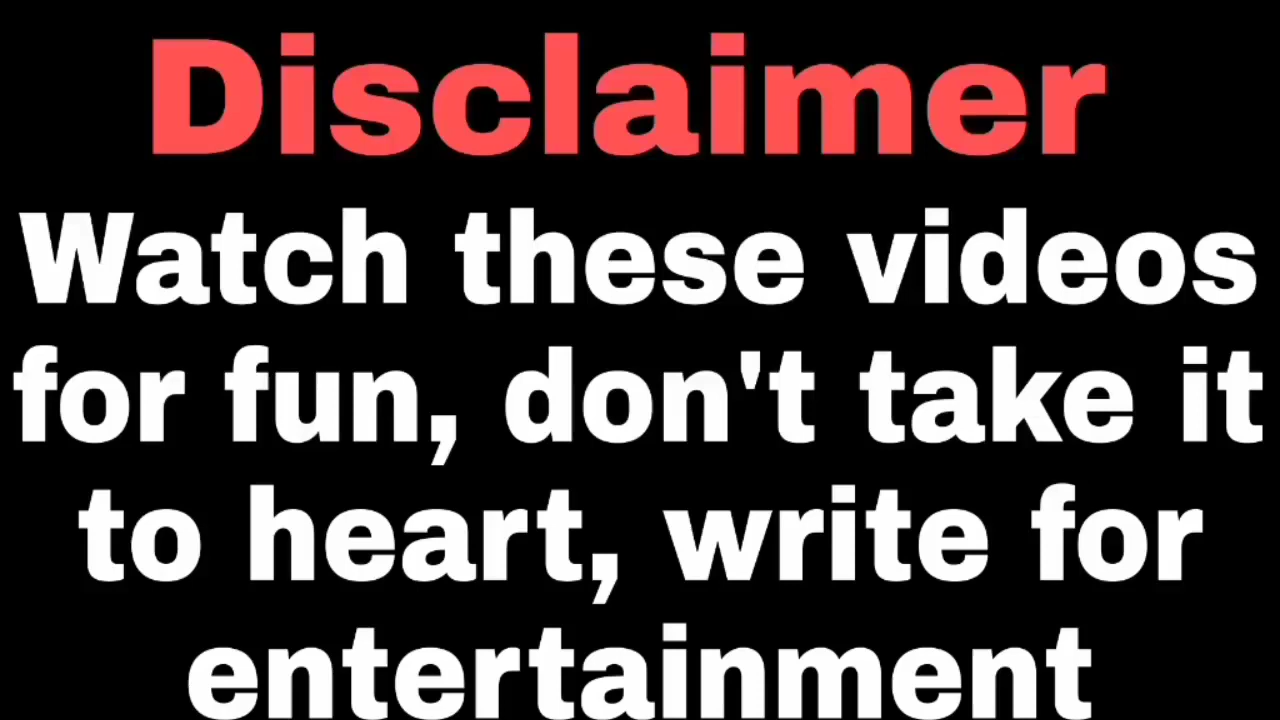 Disclaimer
Watch these videos
for fun, don't take it
to heart, write for
entertainment